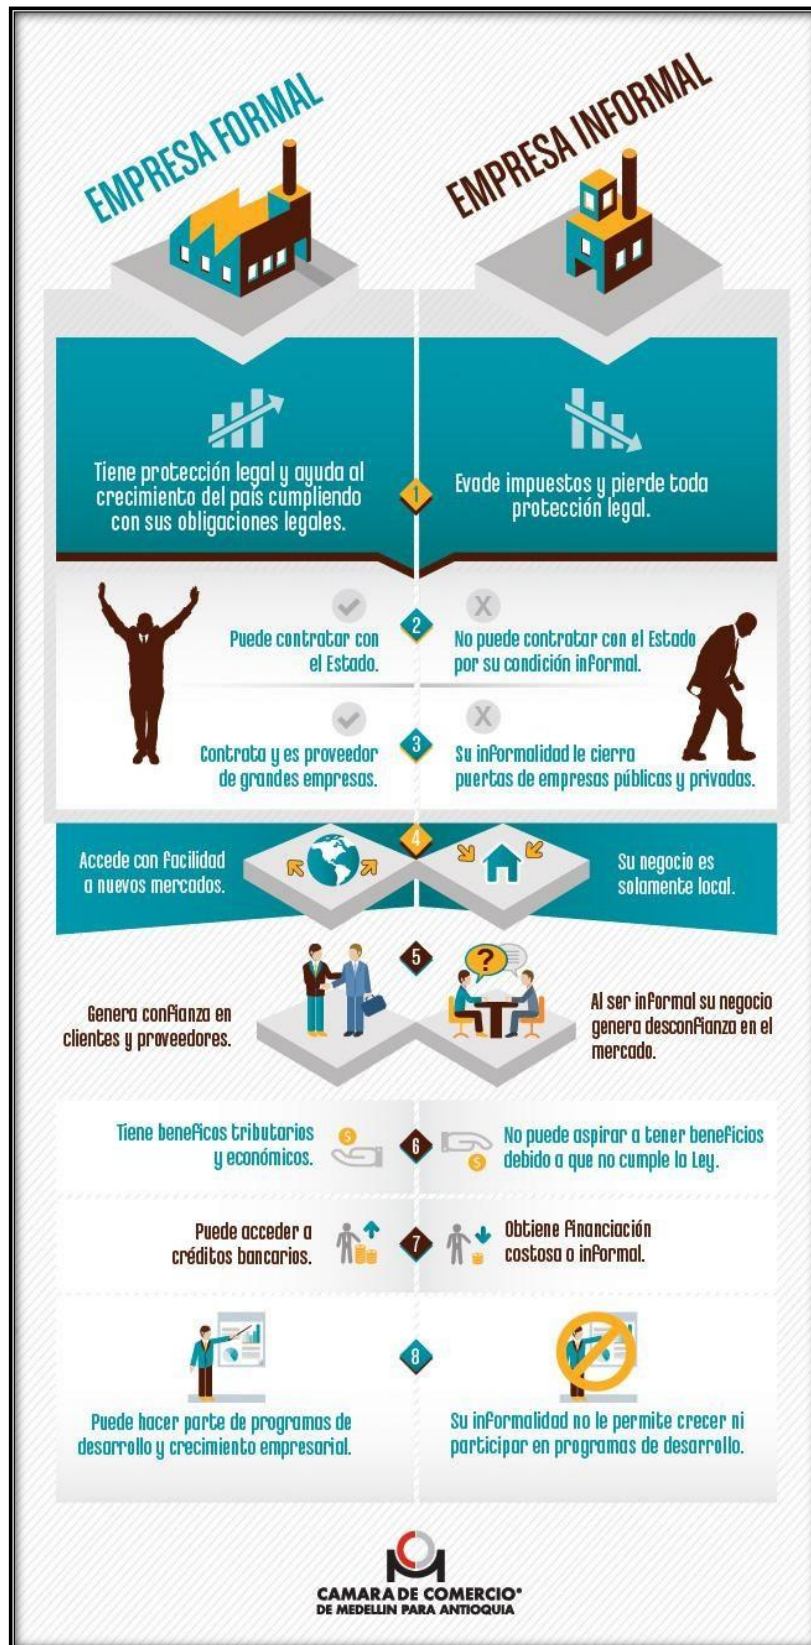 EMPRESA FORMAL
EMPRESA INFORMAL
Tiene protección legal y ayuda al
crecimiento del país cumpliendo
con sus obligaciones legales.
1
Evade impuestos y pierde toda
protección legal.
Puede contratar con
el Estado.
2
No puede contratar con el Estado
por su condición informal.
Contrata y es proveedor
de grandes empresas.
3
Su informalidad le cierra
puertas de empresas públicas y privadas.
Accede con facilidad
a nuevos mercados.
4
Su negocio es
solamente local.
Genera confianza en
clientes y proveedores.
5
?
Al ser informal su negocio
genera desconfianza en el
mercado.
Tiene beneficos tributarios
y económicos.
$
6
$
No puede aspirar a tener beneficios
debido a que no cumple la Ley.
Puede acceder a
créditos bancarios.
7
Obtiene financiación
costosa o informal.
8
Puede hacer parte de programas de
desarrollo y crecimiento empresarial.
Su informalidad no le permite crecer ni
participar en programas de desarrollo.
CAMARA DE COMERCIO®
DE MEDELLIN PARA ANTIOQUIA